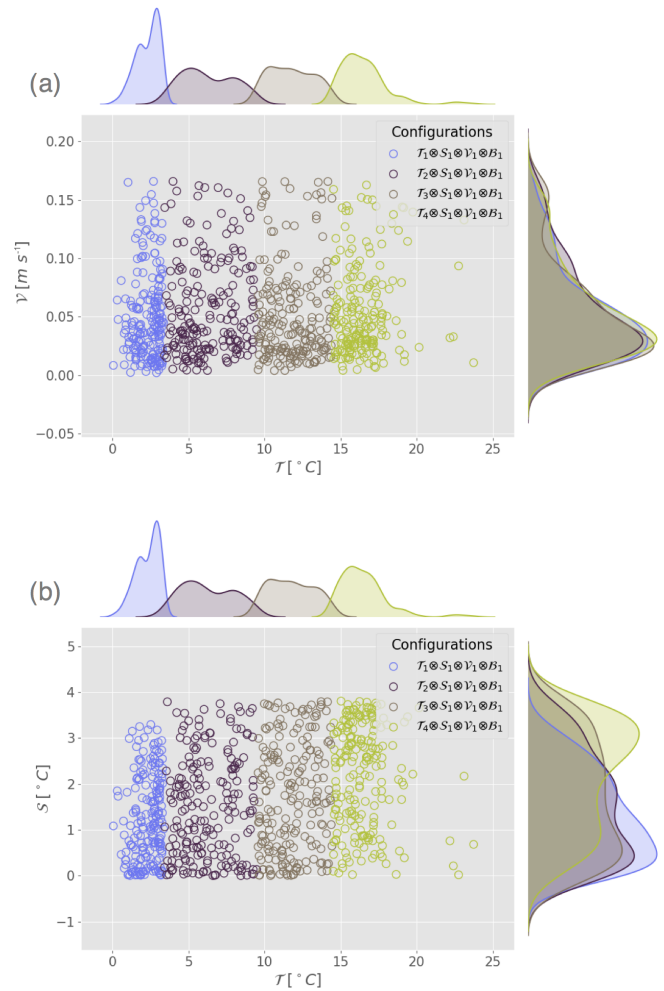 (a)
0.20
0.15
0.10
0.05
0.00
−0.05
𝒱 [m s⁻¹]
Configurations
𝒯₁⊗𝒮₁⊗𝒱₁⊗ℬ₁
𝒯₂⊗𝒮₁⊗𝒱₁⊗ℬ₁
𝒯₃⊗𝒮₁⊗𝒱₁⊗ℬ₁
𝒯₄⊗𝒮₁⊗𝒱₁⊗ℬ₁
0 5 10 15 20 25
𝒯 [°C]
(b)
5
4
3
2
1
0
−1
𝒮 [°C]
Configurations
𝒯₁⊗𝒮₁⊗𝒱₁⊗ℬ₁
𝒯₂⊗𝒮₁⊗𝒱₁⊗ℬ₁
𝒯₃⊗𝒮₁⊗𝒱₁⊗ℬ₁
𝒯₄⊗𝒮₁⊗𝒱₁⊗ℬ₁
0 5 10 15 20 25
𝒯 [°C]